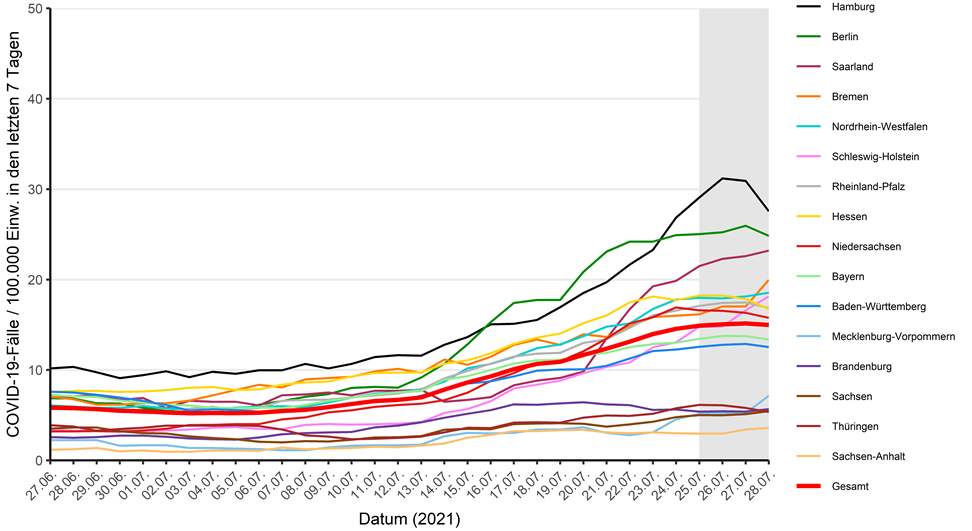 COVID-19-Fälle / 100.000 Einw. in den letzten 7 Tagen
50
40
30
20
10
0
27.06.
28.06.
29.06.
30.06.
01.07.
02.07.
03.07.
04.07.
05.07.
06.07.
07.07.
08.07.
09.07.
10.07.
11.07.
12.07.
13.07.
14.07.
15.07.
16.07.
17.07.
18.07.
19.07.
20.07.
21.07.
22.07.
23.07.
24.07.
25.07.
26.07.
27.07.
28.07.
Datum (2021)
Hamburg
Berlin
Saarland
Bremen
Nordrhein-Westfalen
Schleswig-Holstein
Rheinland-Pfalz
Hessen
Niedersachsen
Bayern
Baden-Württemberg
Mecklenburg-Vorpommern
Brandenburg
Sachsen
Thüringen
Sachsen-Anhalt
Gesamt